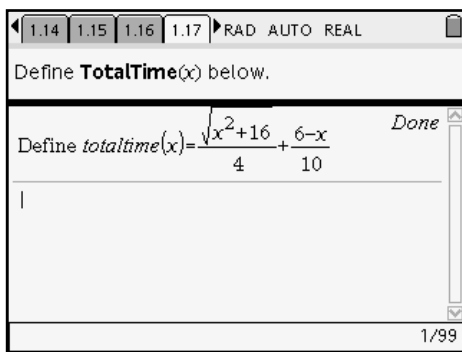 1.14 1.15 1.16 1.17 RAD AUTO REAL
Define TotalTime(x) below.
Define totaltime(x)=√(x²+16)/4+(6−x)/10 Done
1/99